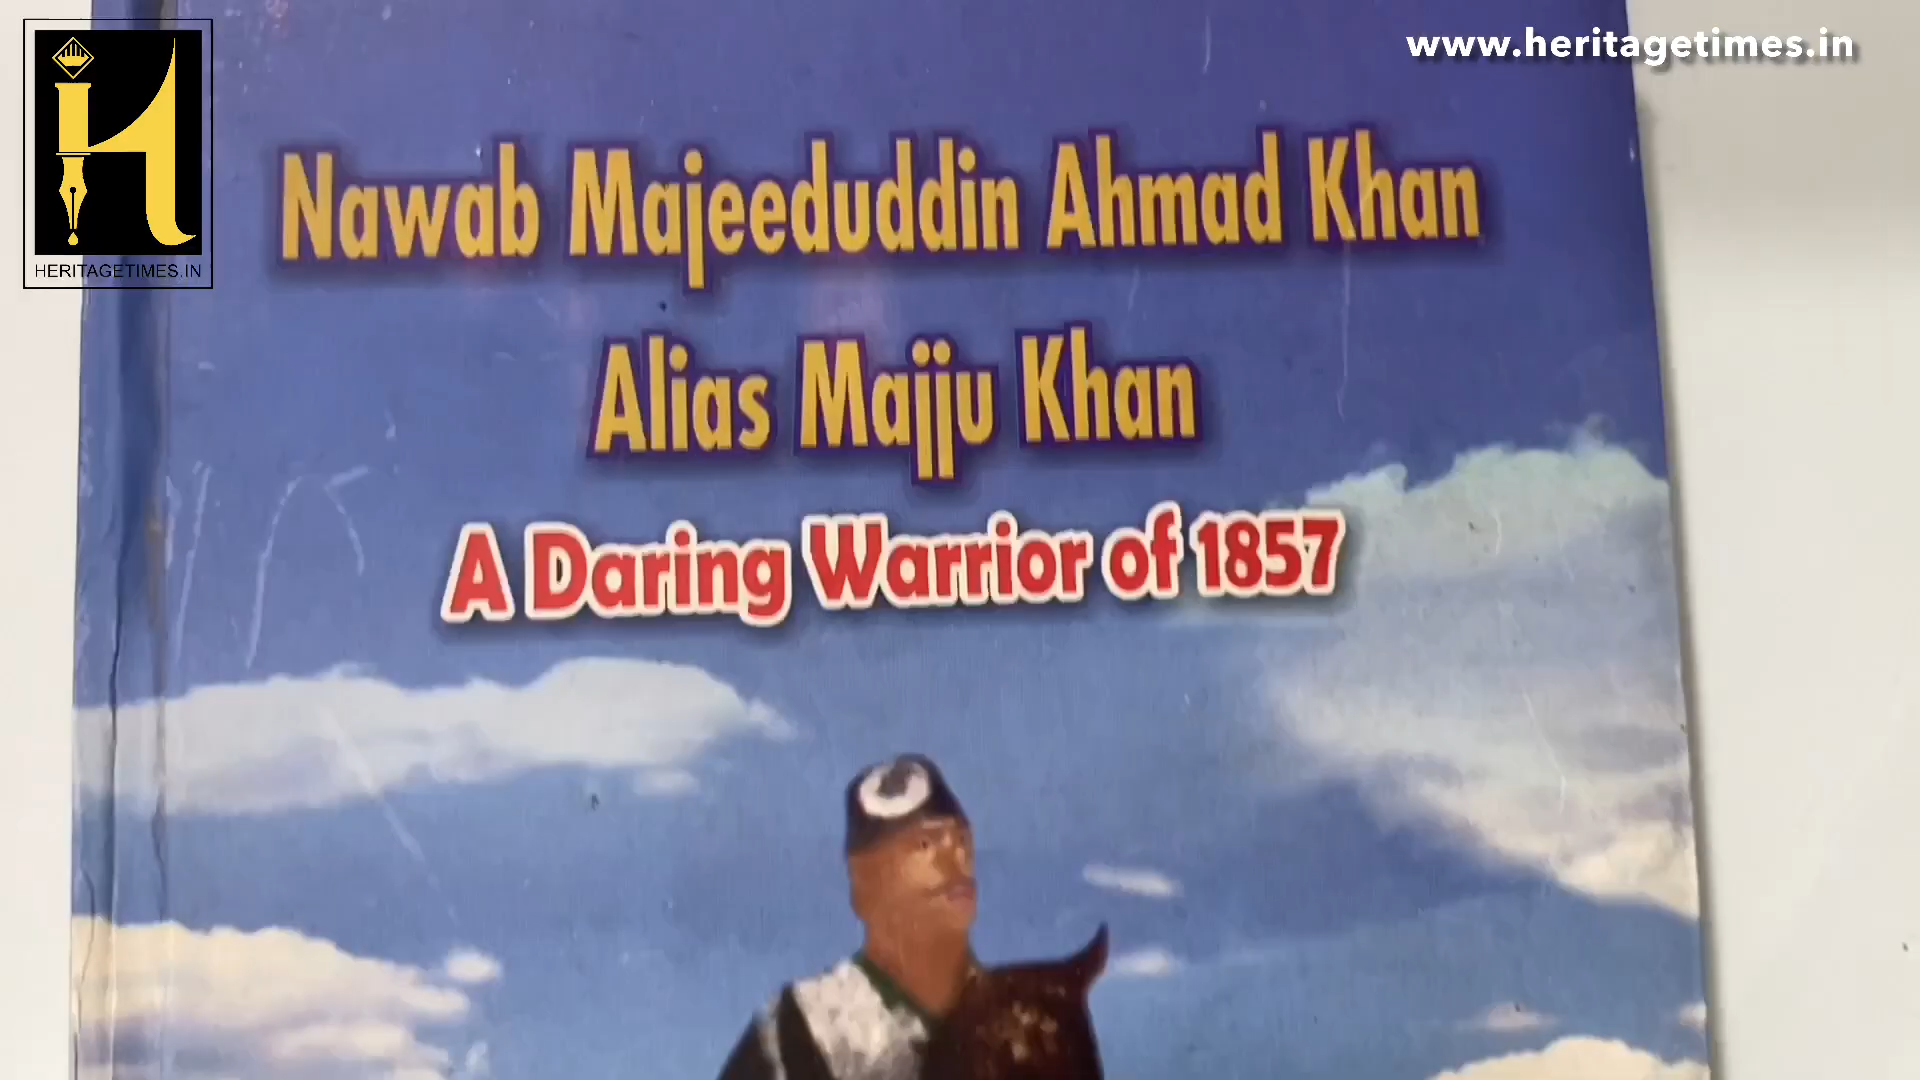 www.heritagetimes.in
HERITAGETIMES.IN
Nawab Majeeduddin Ahmad Khan
Alias Majju Khan
A Daring Warrior of 1857